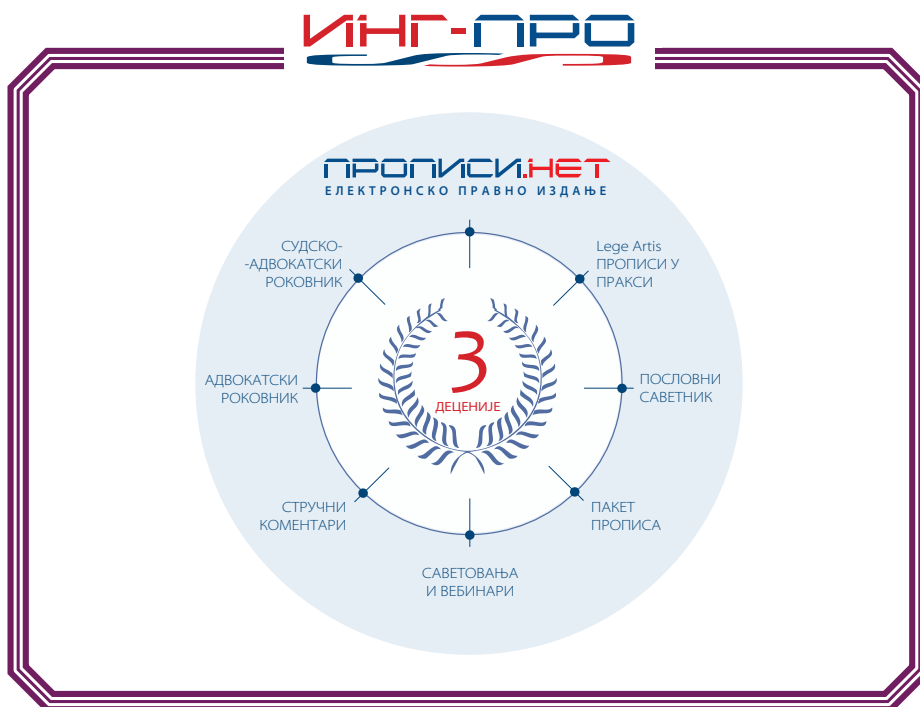 ИНГ-ПРО
ПРОПИСИ.НЕТ
ЕЛЕКТРОНСКО ПРАВНО ИЗДАЊЕ
СУДСКО-
-АДВОКАТСКИ
РОКОВНИК
Lege Artis
ПРОПИСИ У
ПРАКСИ
АДВОКАТСКИ
РОКОВНИК
3
ДЕЦЕНИЈЕ
ПОСЛОВНИ
САВЕТНИК
СТРУЧНИ
КОМЕНТАРИ
ПАКЕТ
ПРОПИСА
САВЕТОВАЊА
И ВЕБИНАРИ